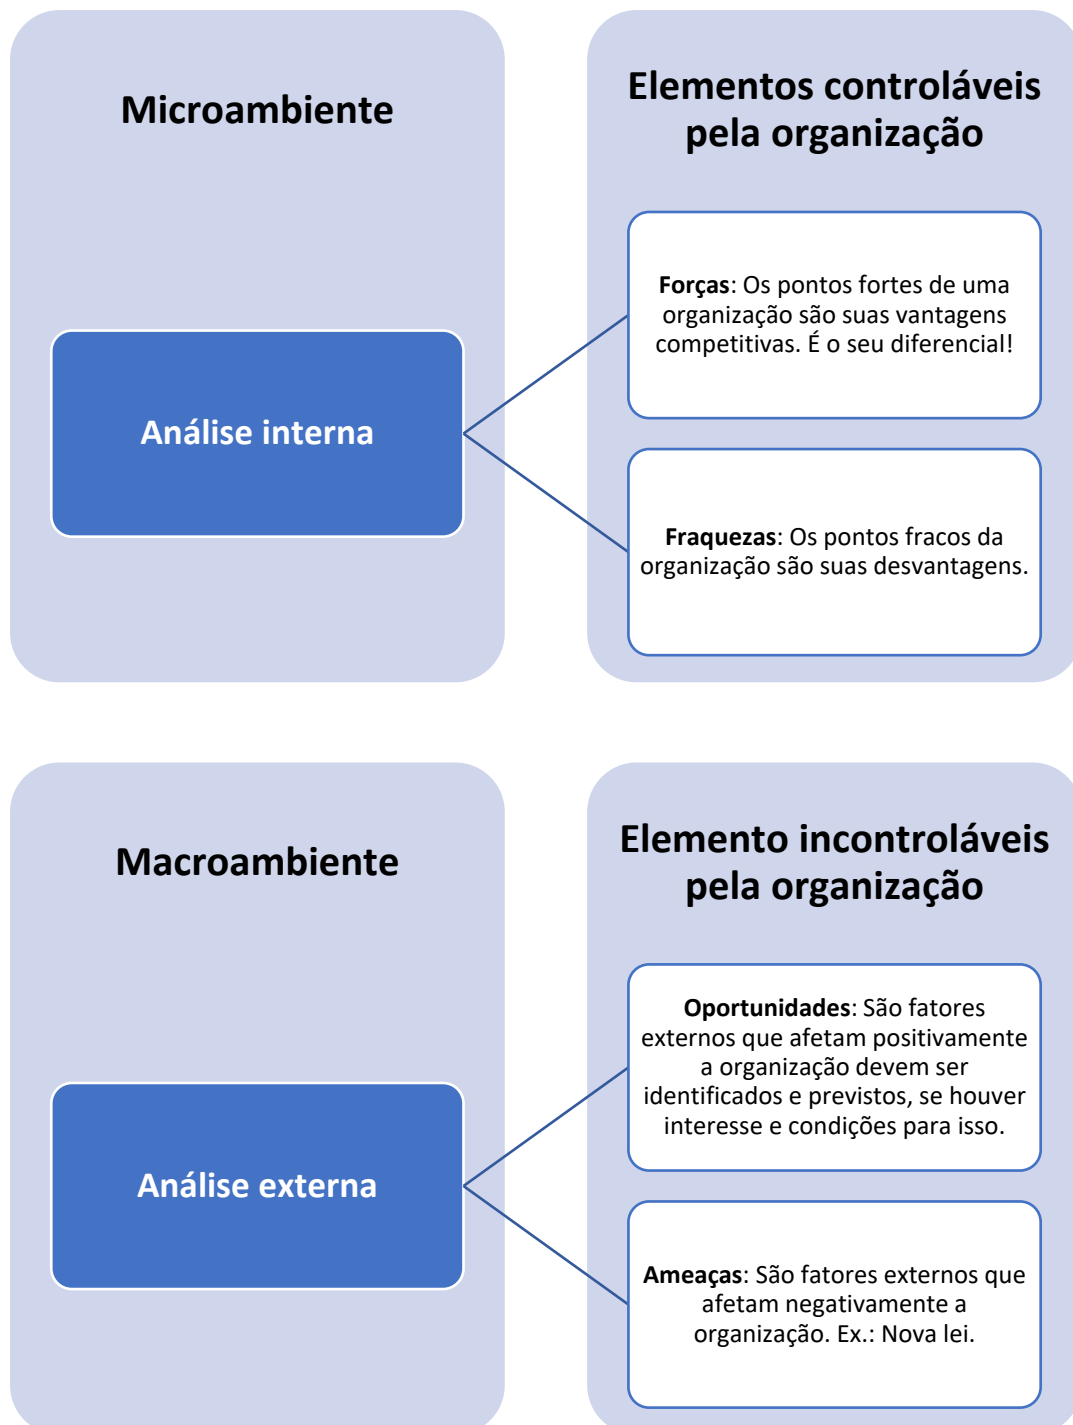 Microambiente
Elementos controláveis
pela organização
Análise interna
Forças: Os pontos fortes de uma
organização são suas vantagens
competitivas. É o seu diferencial!
Fraquezas: Os pontos fracos da
organização são suas desvantagens.
Macroambiente
Elemento incontroláveis
pela organização
Análise externa
Oportunidades: São fatores
externos que afetam positivamente
a organização devem ser
identificados e previstos, se houver
interesse e condições para isso.
Ameaças: São fatores externos que
afetam negativamente a
organização. Ex.: Nova lei.